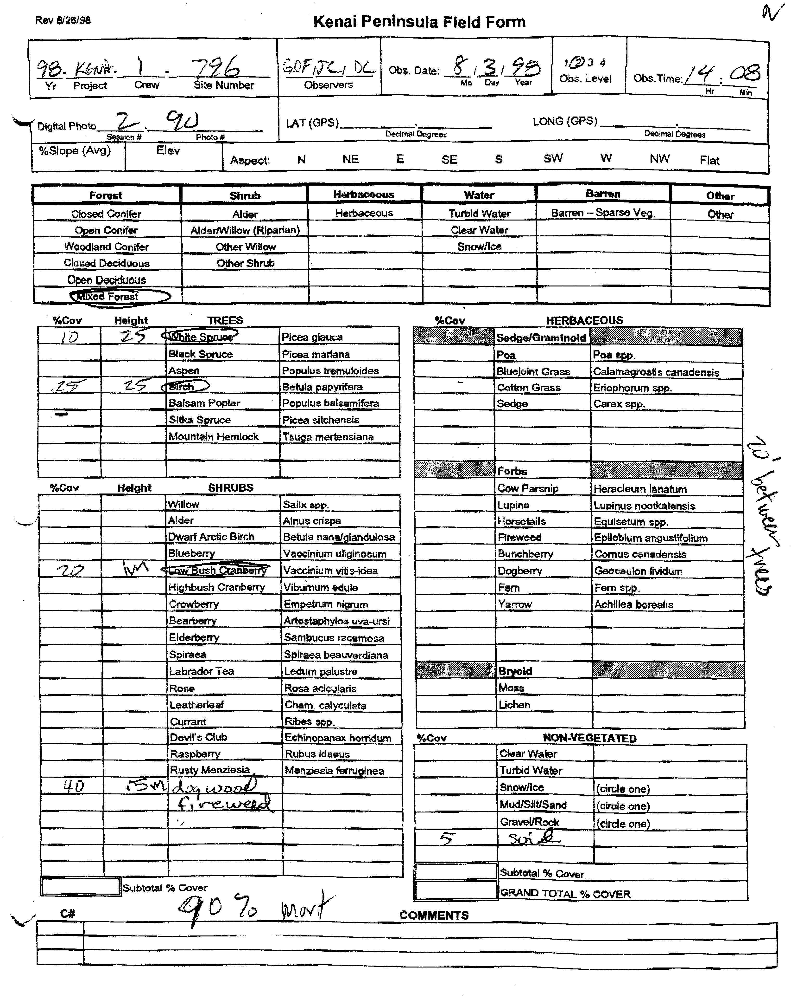 Rev 6/26/98
Kenai Peninsula Field Form
98. KENA. 1 . 796
Yr Project Crew Site Number
GDF, JC, DC
Observers
Obs. Date: 8 / 3 / 98
Mo Day Year
1 2 3 4
Obs. Level
Obs.Time: 14 : 08
Hr Min
Digital Photo 2 . 90
Session # Photo #
LAT (GPS) .
Decimal Degrees
LONG (GPS) .
Decimal Degrees
%Slope (Avg) Elev Aspect: N NE E SE S SW W NW Flat
Forest Shrub Herbaceous Water Barren Other
Closed Conifer Alder Herbaceous Turbid Water Barren – Sparse Veg. Other
Open Conifer Alder/Willow (Riparian) Clear Water
Woodland Conifer Other Willow Snow/Ice
Closed Deciduous Other Shrub
Open Deciduous
Mixed Forest
%Cov Height TREES
10 25 White Spruce Picea glauca
Black Spruce Picea mariana
Aspen Populus tremuloides
25 25 Birch Betula papyrifera
Balsam Poplar Populus balsamifera
Sitka Spruce Picea sitchensis
Mountain Hemlock Tsuga mertensiana
%Cov Height SHRUBS
Willow Salix spp.
Alder Alnus crispa
Dwarf Arctic Birch Betula nana/glandulosa
Blueberry Vaccinium uliginosum
20 1m Low Bush Cranberry Vaccinium vitis-idea
Highbush Cranberry Viburnum edule
Crowberry Empetrum nigrum
Bearberry Artostaphylos uva-ursi
Elderberry Sambucus racemosa
Spiraea Spiraea beauverdiana
Labrador Tea Ledum palustre
Rose Rosa acicularis
Leatherleaf Cham. calyculata
Currant Ribes spp.
Devil's Club Echinopanax horridum
Raspberry Rubus idaeus
Rusty Menziesia Menziesia ferruginea
40 .5m dogwood
fireweed
Subtotal % Cover
%Cov HERBACEOUS
Sedge/Graminoid
Poa Poa spp.
Bluejoint Grass Calamagrostis canadensis
Cotton Grass Eriophorum spp.
Sedge Carex spp.
Forbs
Cow Parsnip Heracleum lanatum
Lupine Lupinus nootkatensis
Horsetails Equisetum spp.
Fireweed Epilobium angustifolium
Bunchberry Cornus canadensis
Dogberry Geocaulon lividum
Fern Fern spp.
Yarrow Achillea borealis
Bryoid
Moss
Lichen
20' between trees
%Cov NON-VEGETATED
Clear Water
Turbid Water
Snow/Ice (circle one)
Mud/Silt/Sand (circle one)
Gravel/Rock (circle one)
5 soil
Subtotal % Cover
GRAND TOTAL % COVER
90 % mort
C# COMMENTS